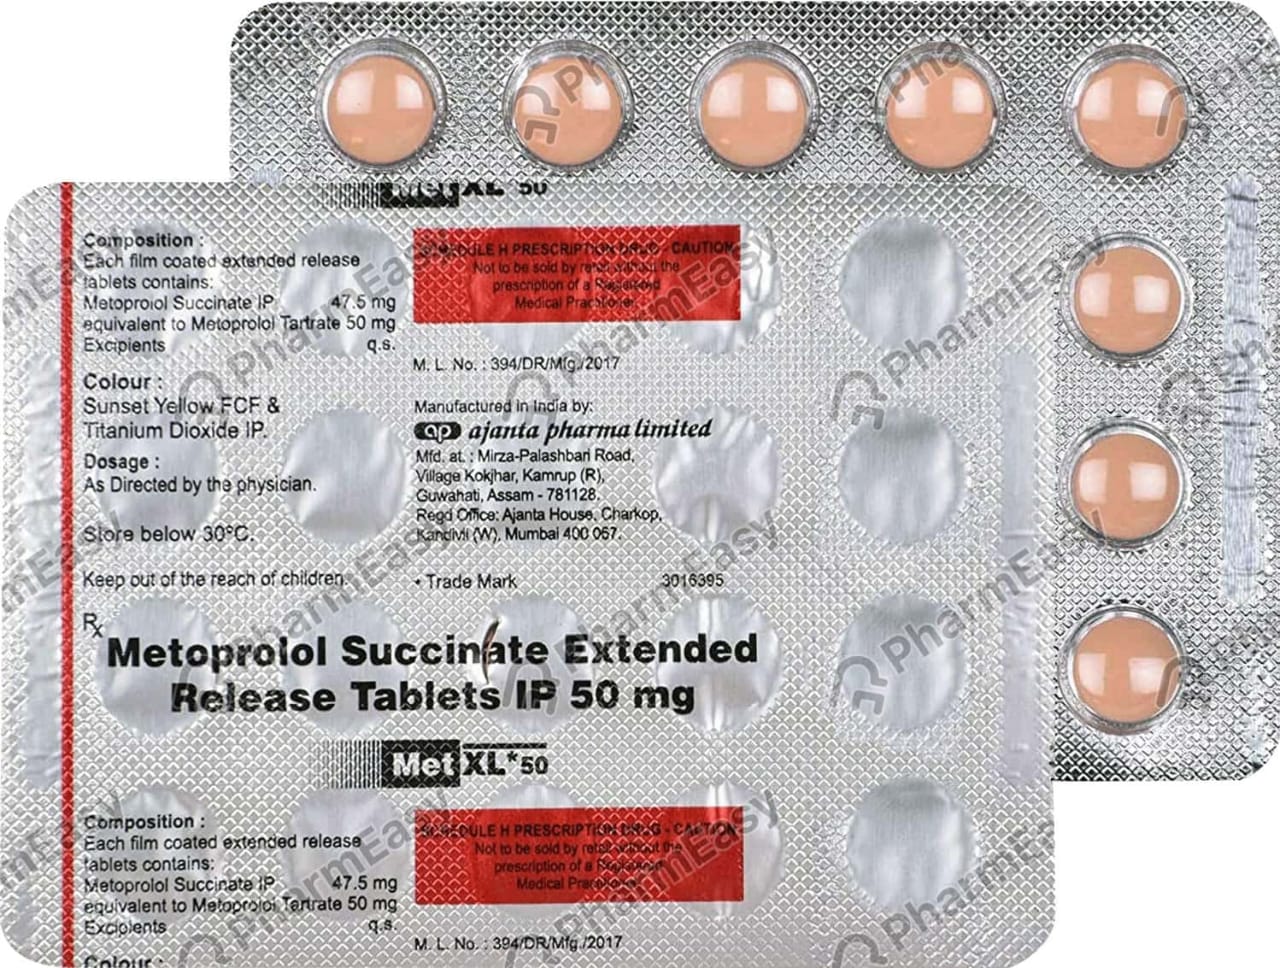 Met XL 50
Composition :
Each film coated extended release
tablets contains:
Metoprolol Succinate IP 47.5 mg
equivalent to Metoprolol Tartrate 50 mg
Excipients q.s.
Colour :
Sunset Yellow FCF &
Titanium Dioxide IP.
Dosage :
As Directed by the physician.
Store below 30°C.
Keep out of the reach of children.
SCHEDULE H PRESCRIPTION DRUG - CAUTION
Not to be sold by retail without the
prescription of a Registered
Medical Practitioner.
M. L. No. : 394/DR/Mfg./2017
Manufactured in India by:
ap ajanta pharma limited
Mfd. at. : Mirza-Palashbari Road,
Village Kokjhar, Kamrup (R),
Guwahati, Assam - 781128.
Regd Office: Ajanta House, Charkop,
Kandivli (W), Mumbai 400 067.
* Trade Mark 3016395
Rx
Metoprolol Succinate Extended
Release Tablets IP 50 mg
Met XL* 50
Composition :
Each film coated extended release
tablets contains:
Metoprolol Succinate IP 47.5 mg
equivalent to Metoprolol Tartrate 50 mg
Excipients q.s.
Colour :
SCHEDULE H PRESCRIPTION DRUG - CAUTION
Not to be sold by retail without the
prescription of a Registered
Medical Practitioner.
M. L. No. : 394/DR/Mfg./2017
PharmEasy